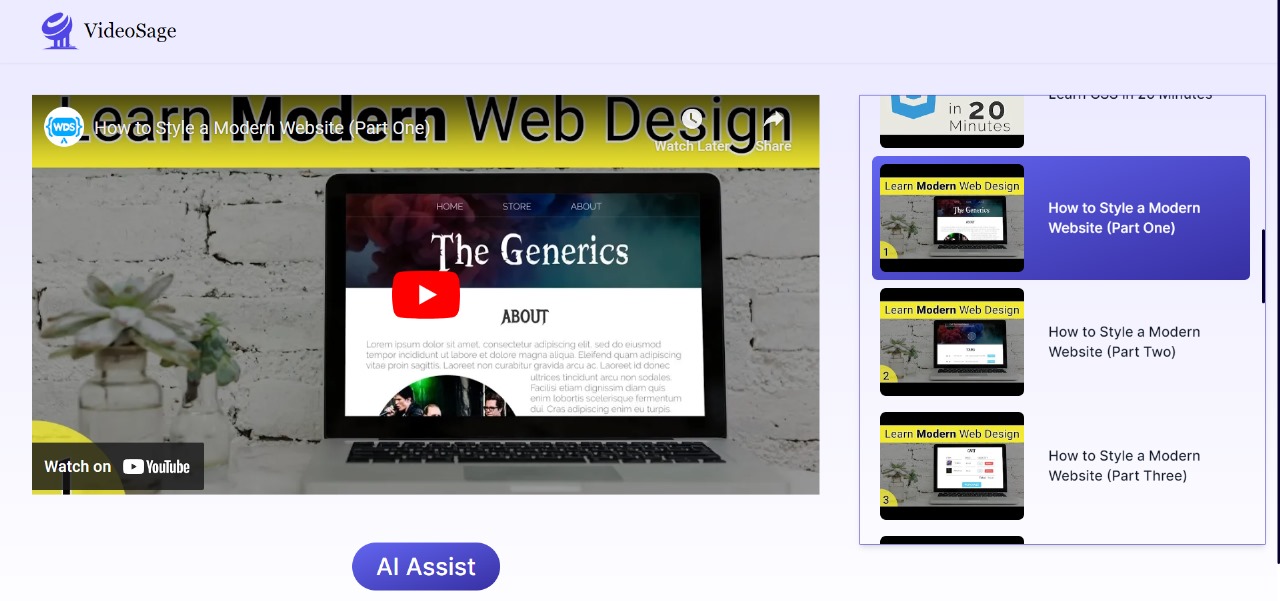 VideoSage
Learn Modern Web Design
WDS
How to Style a Modern Website (Part One)
Watch Later
Share
HOME STORE ABOUT
The Generics
ABOUT
Lorem ipsum dolor sit amet, consectetur adipiscing elit, sed do eiusmod
tempor incididunt ut labore et dolore magna aliqua. Eleifend quam adipiscing
vitae proin sagittis. Laoreet non curabitur gravida arcu ac. Laoreet id donec
ultrices tincidunt arcu non sodales.
Facilisi etiam dignissim diam quis
enim lobortis scelerisque fermentum
dui. Cras adipiscing enim eu turpis
Watch on YouTube
1
AI Assist
in 20
Minutes
Learn CSS in 20 Minutes
Learn Modern Web Design
The Generics
1
How to Style a Modern
Website (Part One)
Learn Modern Web Design
2
How to Style a Modern
Website (Part Two)
Learn Modern Web Design
3
How to Style a Modern
Website (Part Three)